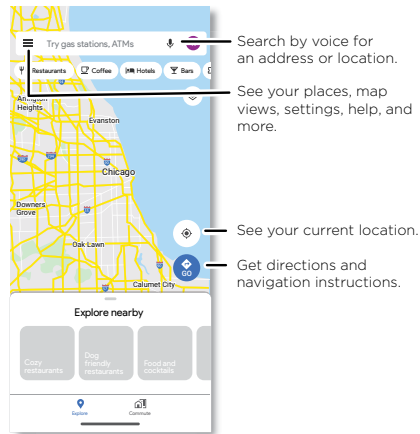 Try gas stations, ATMs
Restaurants
Coffee
Hotels
Bars
Arlington
Heights
Evanston
Chicago
Downers
Grove
Oak Lawn
GO
Calumet City
Explore nearby
Cozy
restaurants
Dog
friendly
restaurants
Food and
cocktails
Explore
Commute
Search by voice for
an address or location.
See your places, map
views, settings, help, and
more.
See your current location.
Get directions and
navigation instructions.